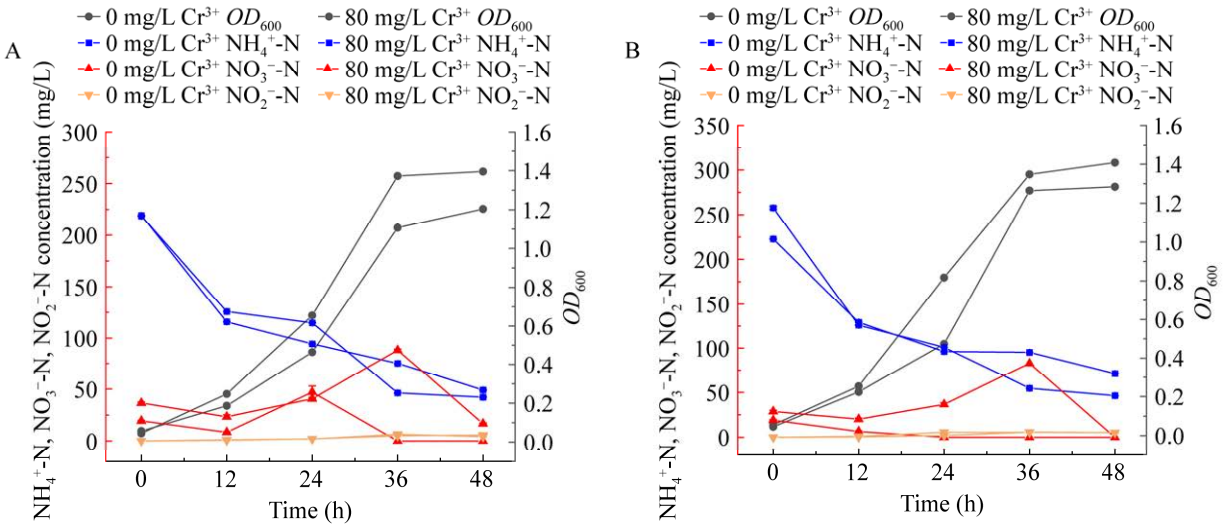 A
0 mg/L Cr³⁺ OD₆₀₀ 80 mg/L Cr³⁺ OD₆₀₀
0 mg/L Cr³⁺ NH₄⁺-N 80 mg/L Cr³⁺ NH₄⁺-N
0 mg/L Cr³⁺ NO₃⁻-N 80 mg/L Cr³⁺ NO₃⁻-N
0 mg/L Cr³⁺ NO₂⁻-N 80 mg/L Cr³⁺ NO₂⁻-N
NH₄⁺-N, NO₃⁻-N, NO₂⁻-N concentration (mg/L)
300
250
200
150
100
50
0
1.6
1.4
1.2
1.0
0.8
0.6
0.4
0.2
0.0
OD₆₀₀
0 12 24 36 48
Time (h)
B
0 mg/L Cr³⁺ OD₆₀₀ 80 mg/L Cr³⁺ OD₆₀₀
0 mg/L Cr³⁺ NH₄⁺-N 80 mg/L Cr³⁺ NH₄⁺-N
0 mg/L Cr³⁺ NO₃⁻-N 80 mg/L Cr³⁺ NO₃⁻-N
0 mg/L Cr³⁺ NO₂⁻-N 80 mg/L Cr³⁺ NO₂⁻-N
NH₄⁺-N, NO₃⁻-N, NO₂⁻-N concentration (mg/L)
350
300
250
200
150
100
50
0
1.6
1.4
1.2
1.0
0.8
0.6
0.4
0.2
0.0
OD₆₀₀
0 12 24 36 48
Time (h)